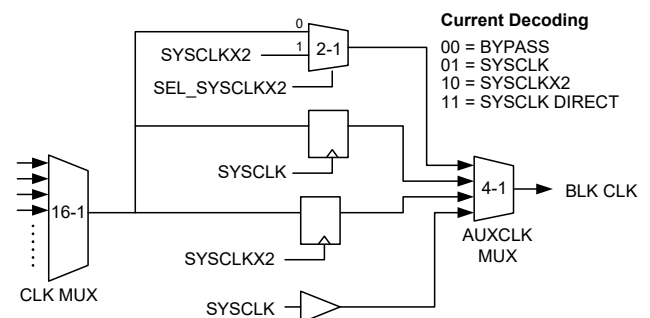 Current Decoding
00 = BYPASS
01 = SYSCLK
10 = SYSCLKX2
11 = SYSCLK DIRECT
0
1
2-1
SYSCLKX2
SEL_SYSCLKX2
SYSCLK
16-1
4-1
BLK CLK
AUXCLK
MUX
SYSCLKX2
CLK MUX
SYSCLK